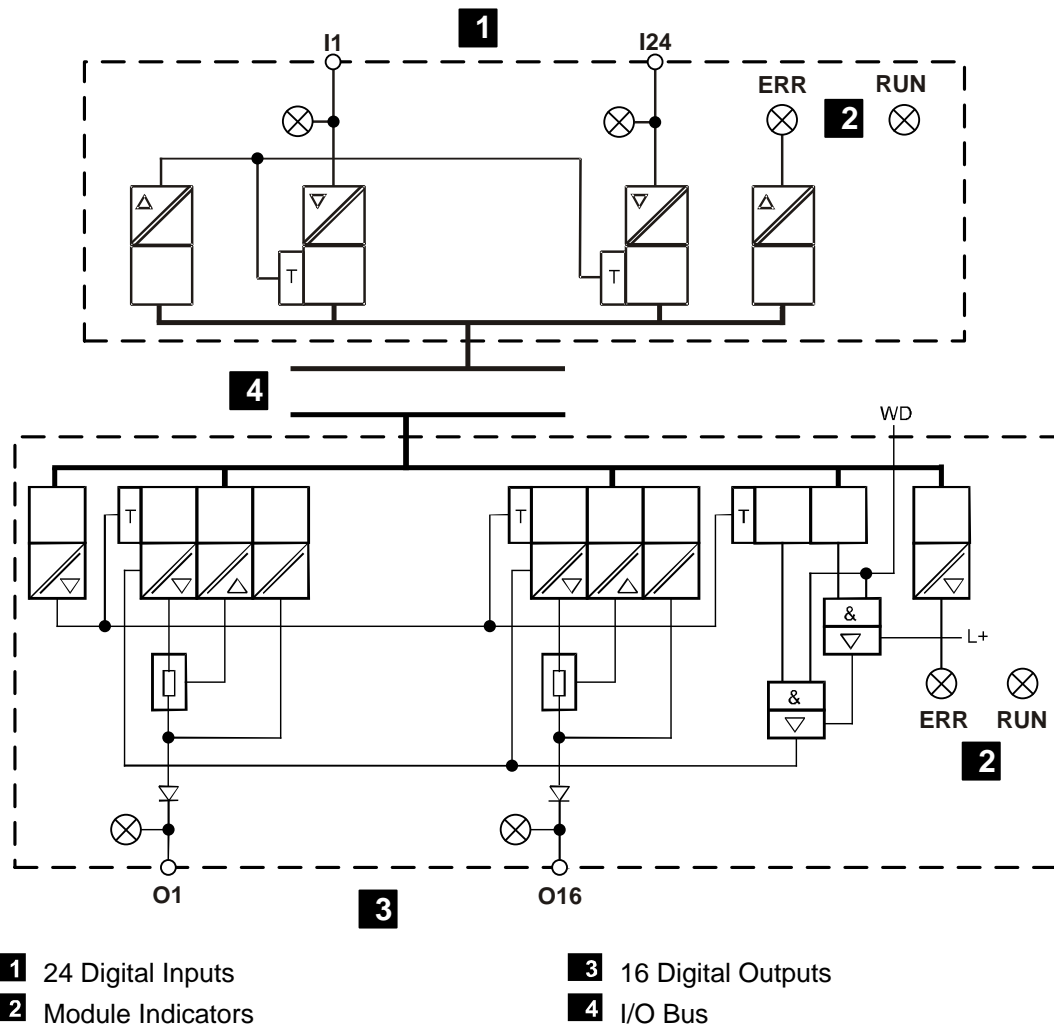 1
I1
I24
ERR
2
RUN
T
T
4
WD
T
T
T
&
L+
&
ERR
RUN
2
O1
O16
3
1 24 Digital Inputs
3 16 Digital Outputs
2 Module Indicators
4 I/O Bus